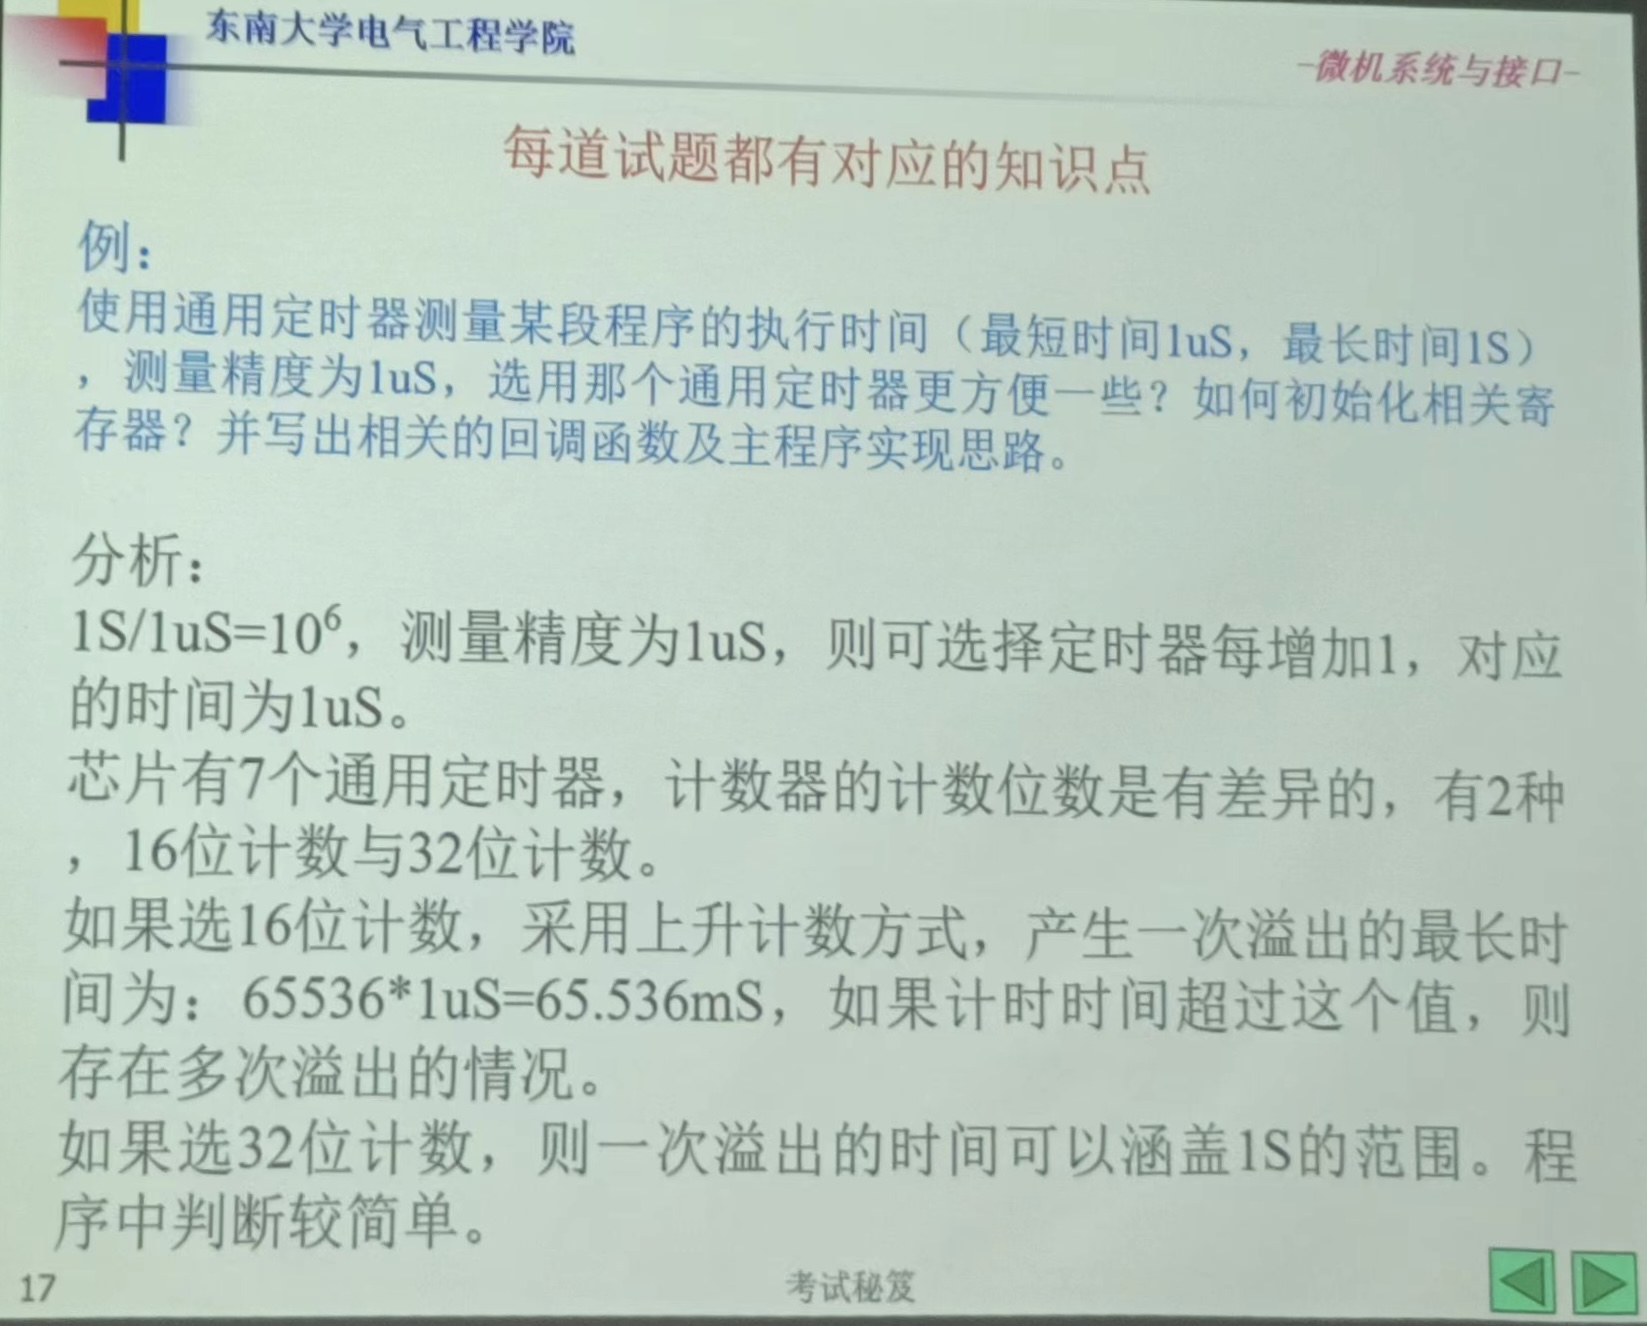 东南大学电气工程学院
-微机系统与接口-
每道试题都有对应的知识点
例：
使用通用定时器测量某段程序的执行时间（最短时间1uS，最长时间1S）
，测量精度为1uS，选用那个通用定时器更方便一些？如何初始化相关寄
存器？并写出相关的回调函数及主程序实现思路。
分析：
1S/1uS=10⁶，测量精度为1uS，则可选择定时器每增加1，对应
的时间为1uS。
芯片有7个通用定时器，计数器的计数位数是有差异的，有2种
，16位计数与32位计数。
如果选16位计数，采用上升计数方式，产生一次溢出的最长时
间为：65536*1uS=65.536mS，如果计时时间超过这个值，则
存在多次溢出的情况。
如果选32位计数，则一次溢出的时间可以涵盖1S的范围。程
序中判断较简单。
17
考试秘笈